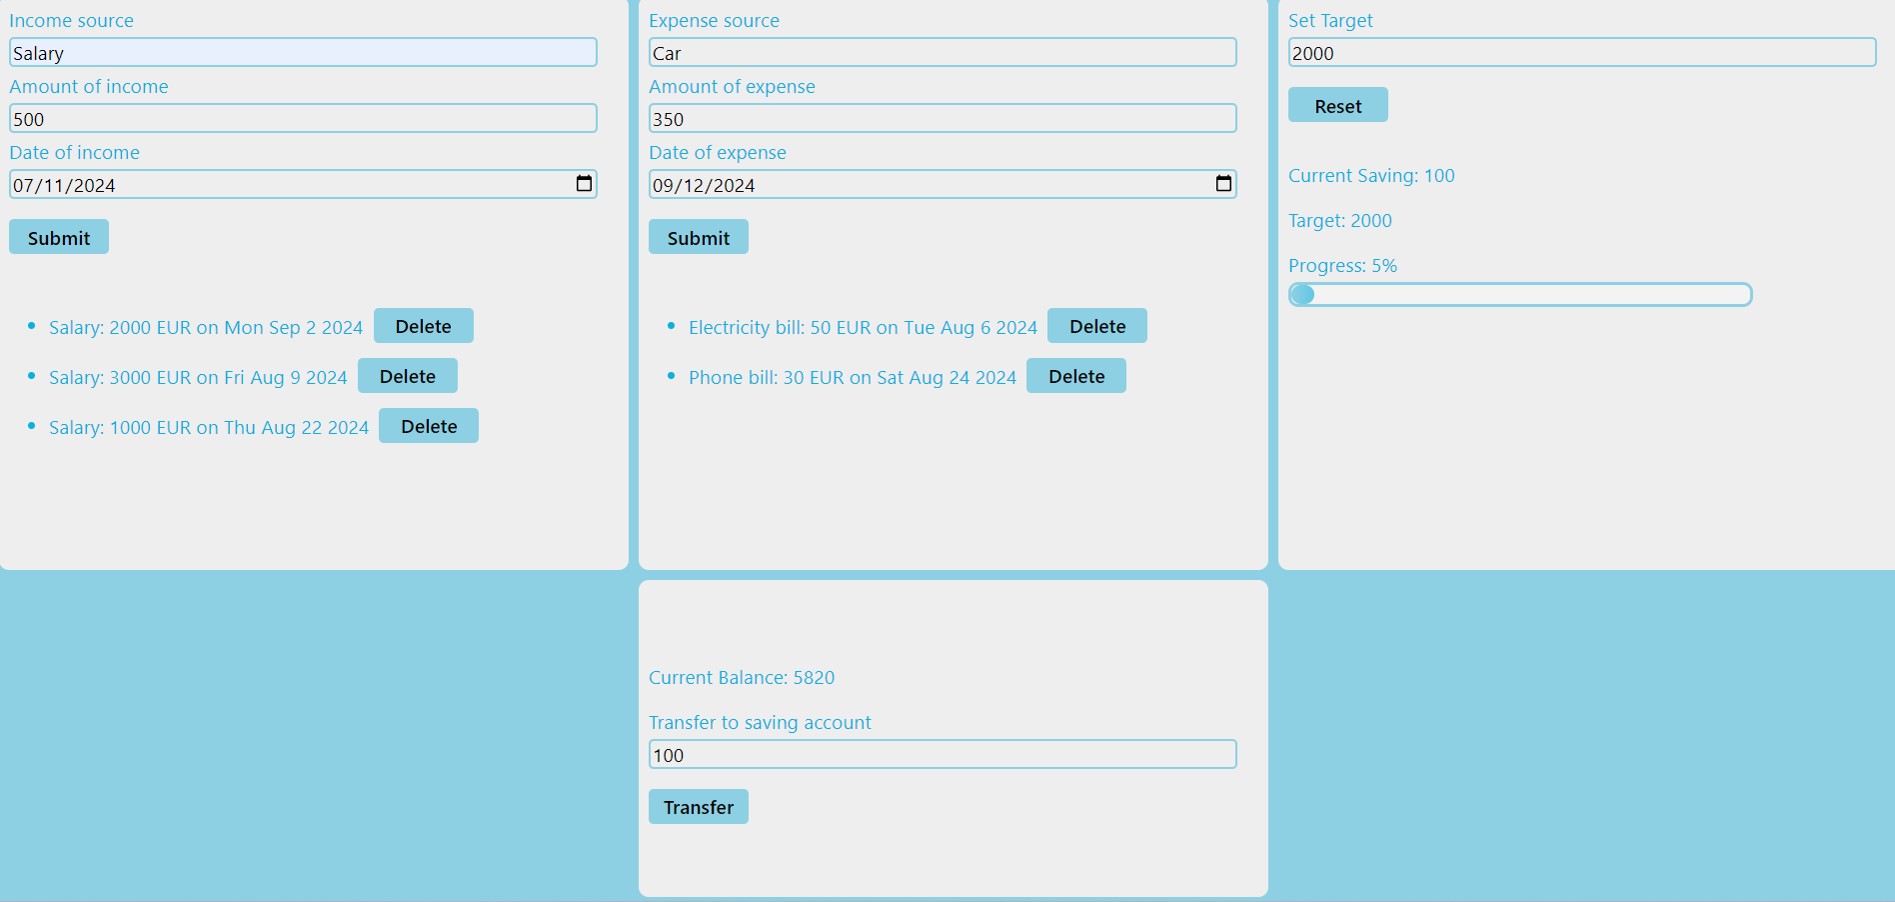 Income source
Salary
Amount of income
500
Date of income
07/11/2024
Submit
Salary: 2000 EUR on Mon Sep 2 2024 Delete
Salary: 3000 EUR on Fri Aug 9 2024 Delete
Salary: 1000 EUR on Thu Aug 22 2024 Delete
Expense source
Car
Amount of expense
350
Date of expense
09/12/2024
Submit
Electricity bill: 50 EUR on Tue Aug 6 2024 Delete
Phone bill: 30 EUR on Sat Aug 24 2024 Delete
Set Target
2000
Reset
Current Saving: 100
Target: 2000
Progress: 5%
Current Balance: 5820
Transfer to saving account
100
Transfer